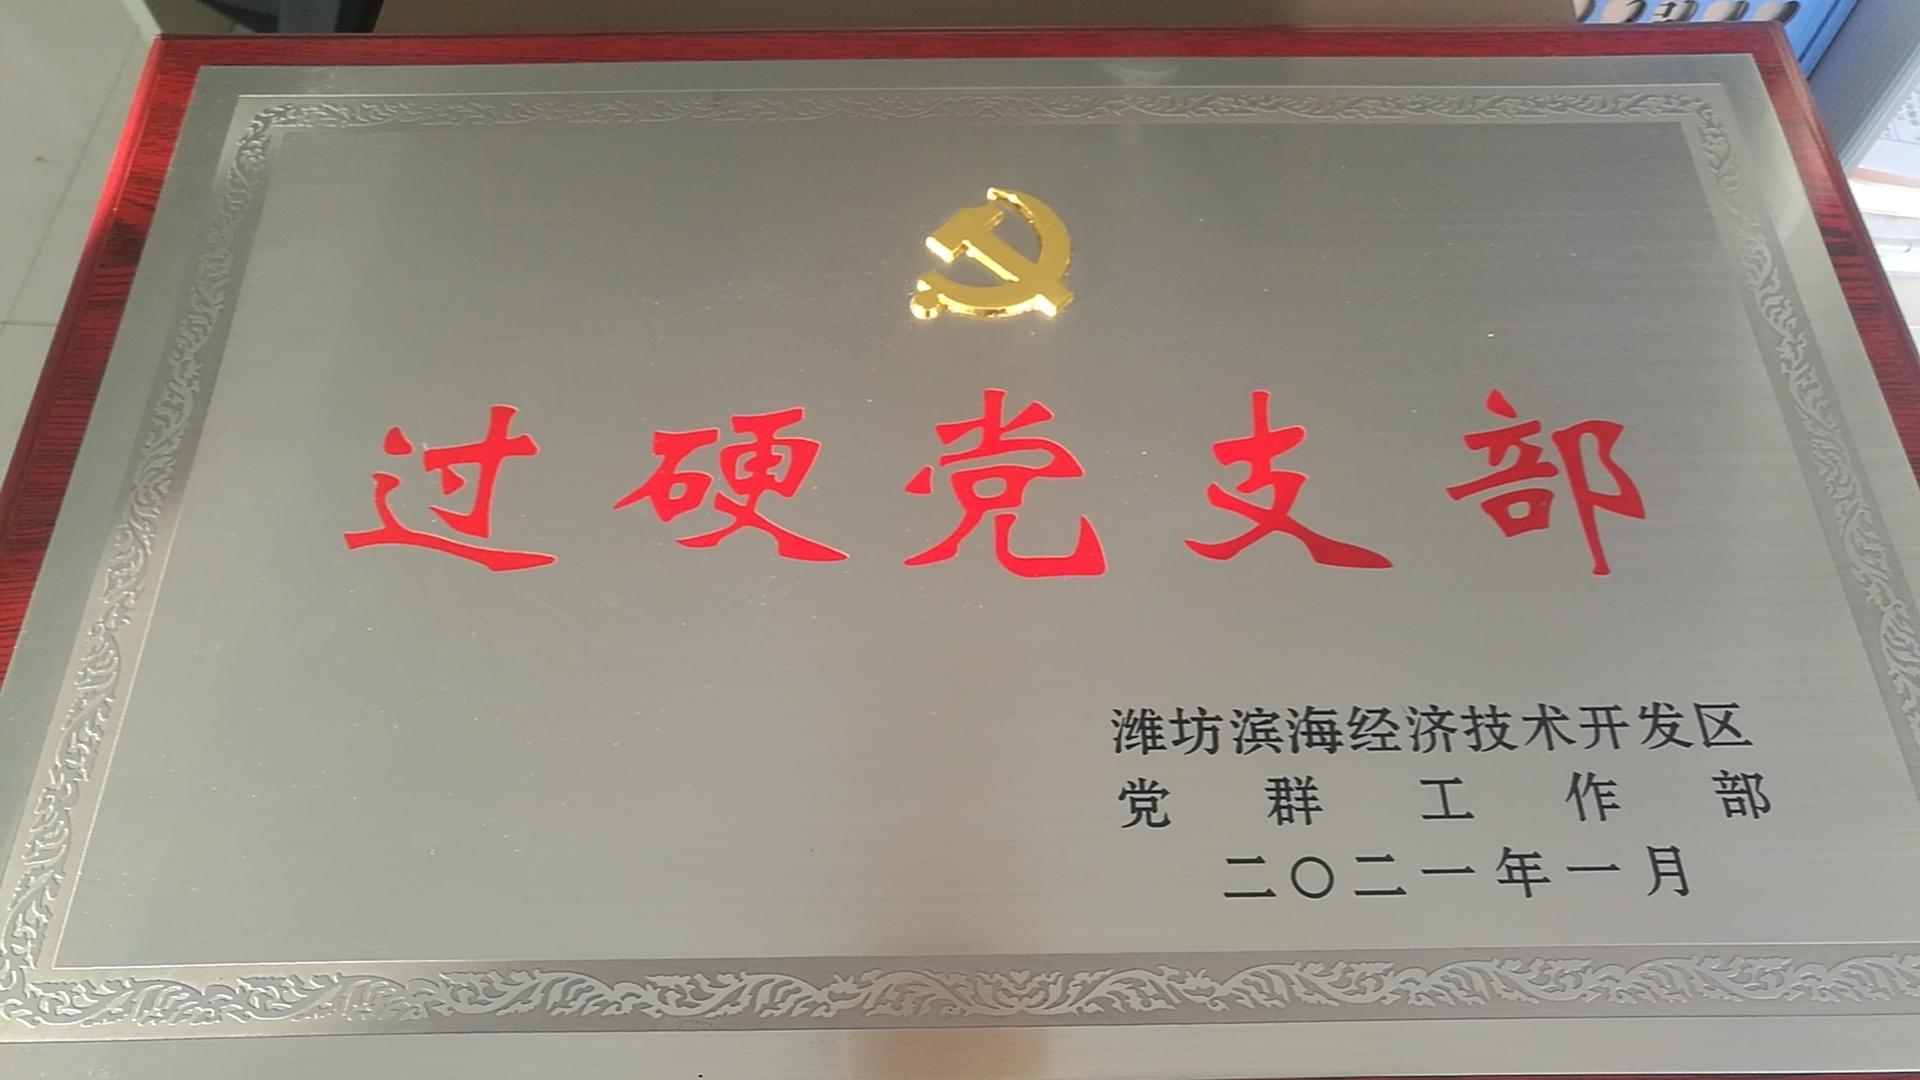 过硬党支部
潍坊滨海经济技术开发区
党群工作部
二〇二一年一月